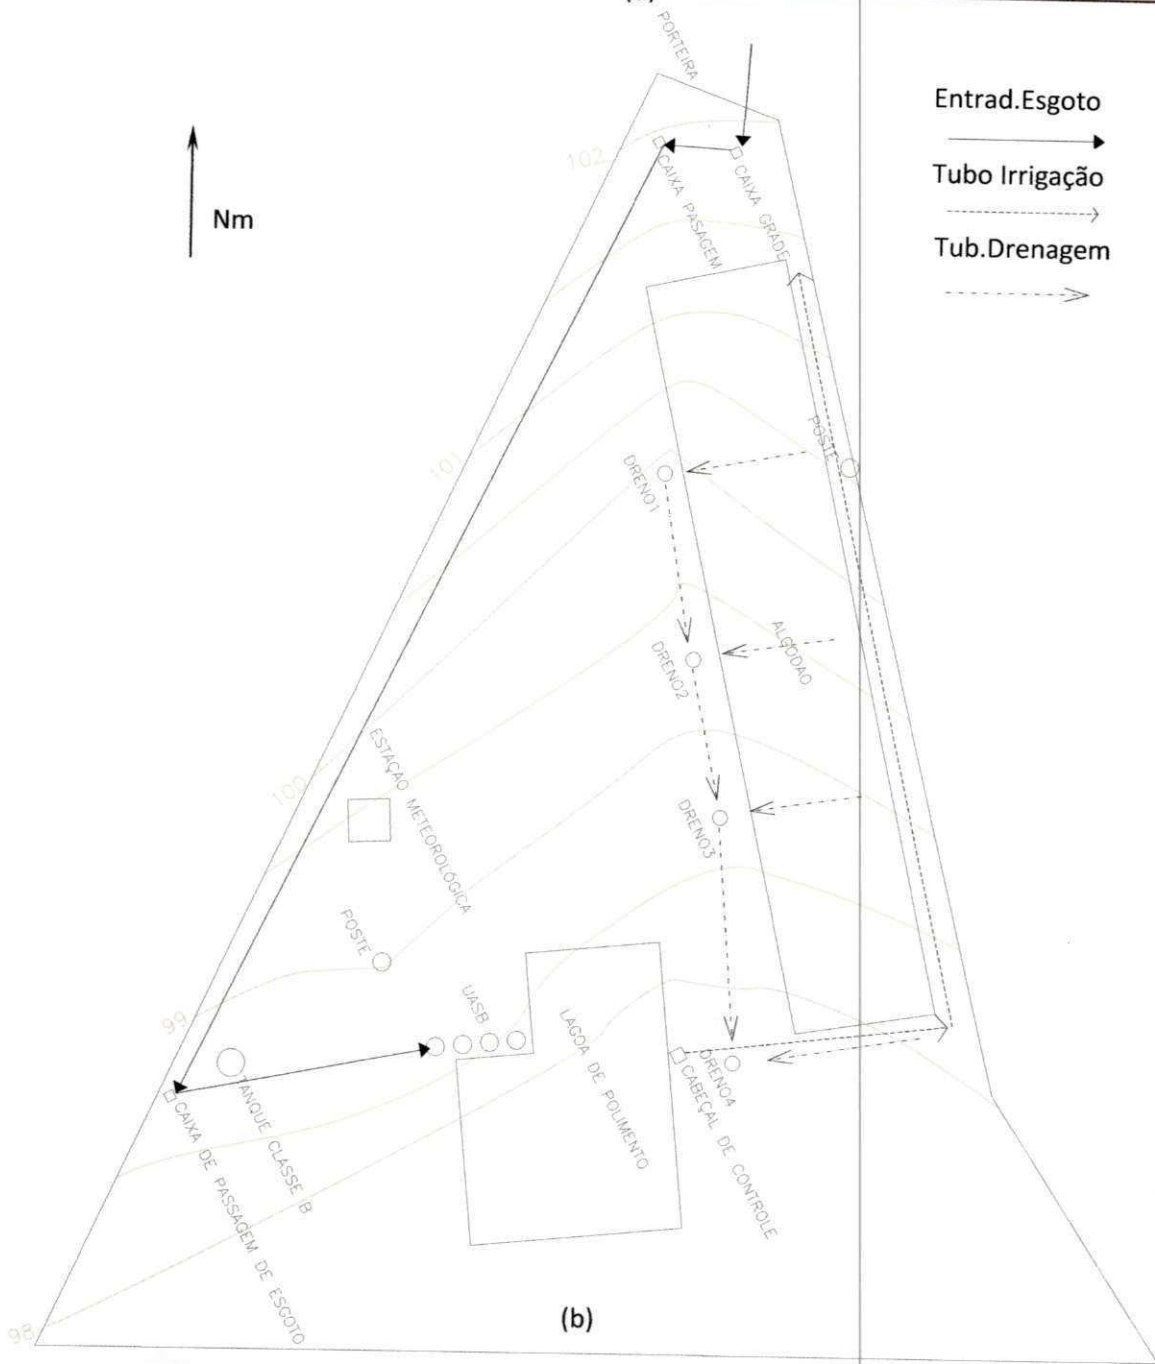 PORTEIRA
Entrad.Esgoto
Tubo Irrigação
Tub.Drenagem
Nm
102
CAIXA PASAGEM
CAIXA GRADE
101
POSTE
DRENO1
ALGODAO
DRENO2
ESTAÇAO METEOROLÓGICA
100
DRENO3
POSTE
UASB
99
LAGOA DE POLIMENTO
DRENO4
CABEÇAL DE CONTROLE
TANQUE CLASSE B
CAIXA DE PASSAGEM DE ESGOTO
98
(b)